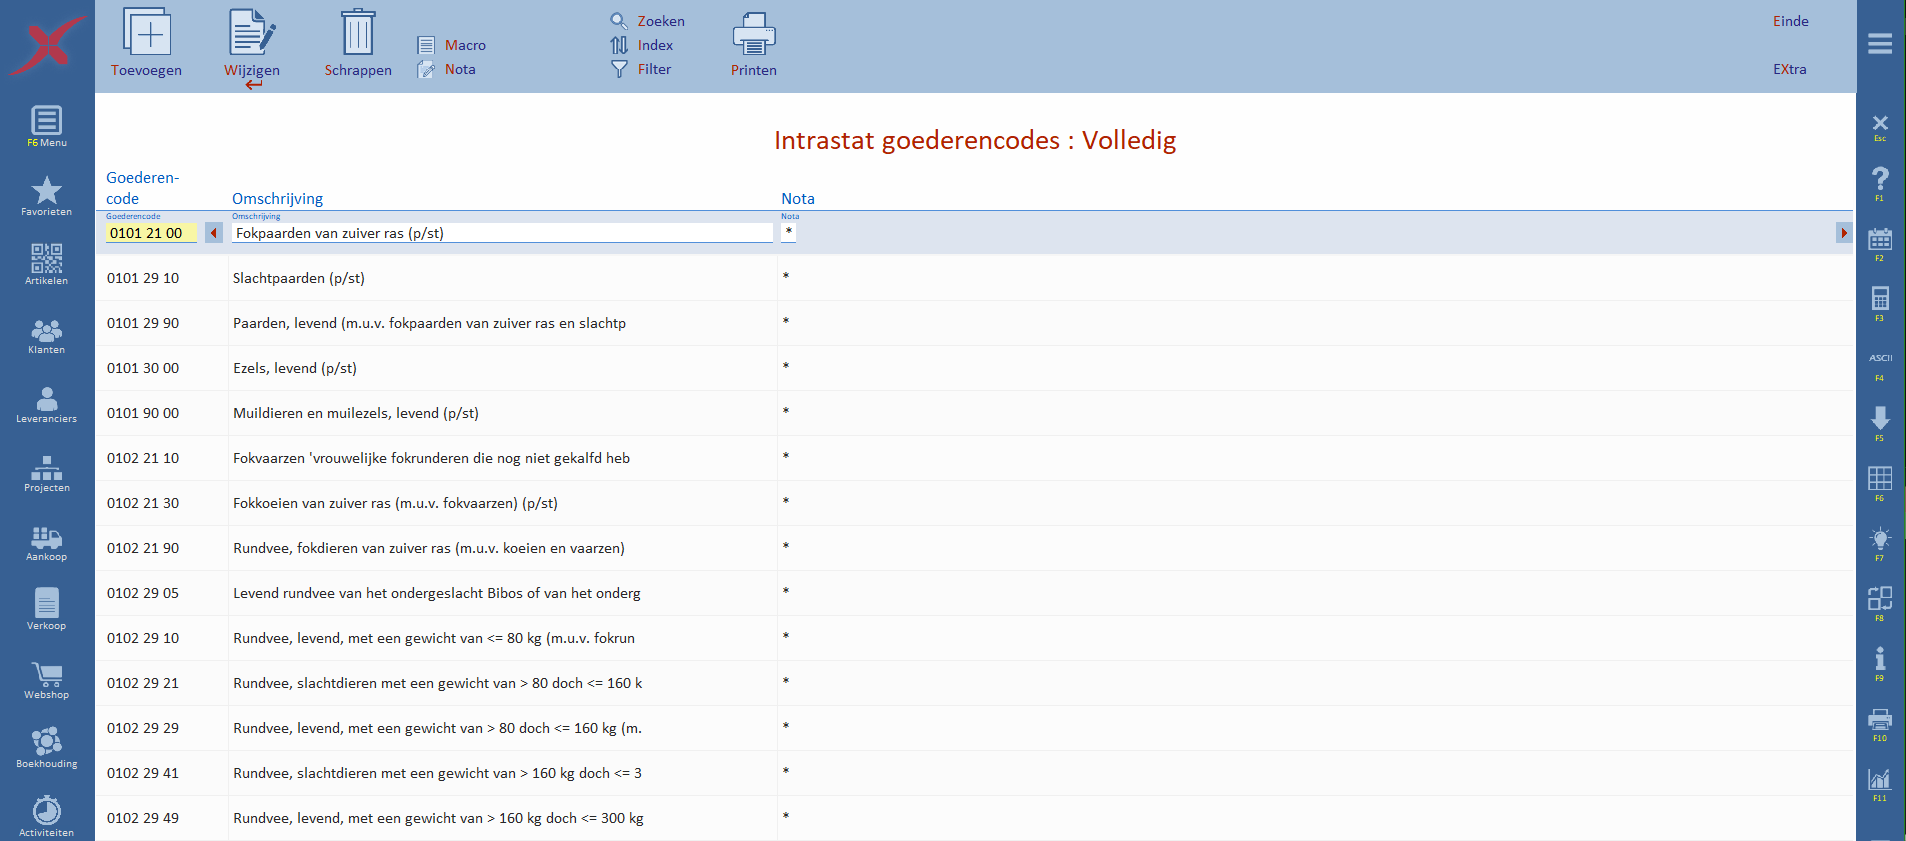 Toevoegen
Wijzigen
Schrappen
Macro
Nota
Zoeken
Index
Filter
Printen
Einde
EXtra
F6 Menu
Favorieten
Artikelen
Klanten
Leveranciers
Projecten
Aankoop
Verkoop
Webshop
Boekhouding
Activiteiten
Intrastat goederencodes : Volledig
Goederen-
code Omschrijving Nota
Goederencode Omschrijving Nota
0101 21 00 Fokpaarden van zuiver ras (p/st) *
0101 29 10 Slachtpaarden (p/st) *
0101 29 90 Paarden, levend (m.u.v. fokpaarden van zuiver ras en slachtp *
0101 30 00 Ezels, levend (p/st) *
0101 90 00 Muildieren en muilezels, levend (p/st) *
0102 21 10 Fokvaarzen 'vrouwelijke fokrunderen die nog niet gekalfd heb *
0102 21 30 Fokkoeien van zuiver ras (m.u.v. fokvaarzen) (p/st) *
0102 21 90 Rundvee, fokdieren van zuiver ras (m.u.v. koeien en vaarzen) *
0102 29 05 Levend rundvee van het ondergeslacht Bibos of van het onderg *
0102 29 10 Rundvee, levend, met een gewicht van <= 80 kg (m.u.v. fokrun *
0102 29 21 Rundvee, slachtdieren met een gewicht van > 80 doch <= 160 k *
0102 29 29 Rundvee, levend, met een gewicht van > 80 doch <= 160 kg (m. *
0102 29 41 Rundvee, slachtdieren met een gewicht van > 160 kg doch <= 3 *
0102 29 49 Rundvee, levend, met een gewicht van > 160 kg doch <= 300 kg *
Esc
F1
F2
F3
ASCII
F4
F5
F6
F7
F8
F9
F10
F11